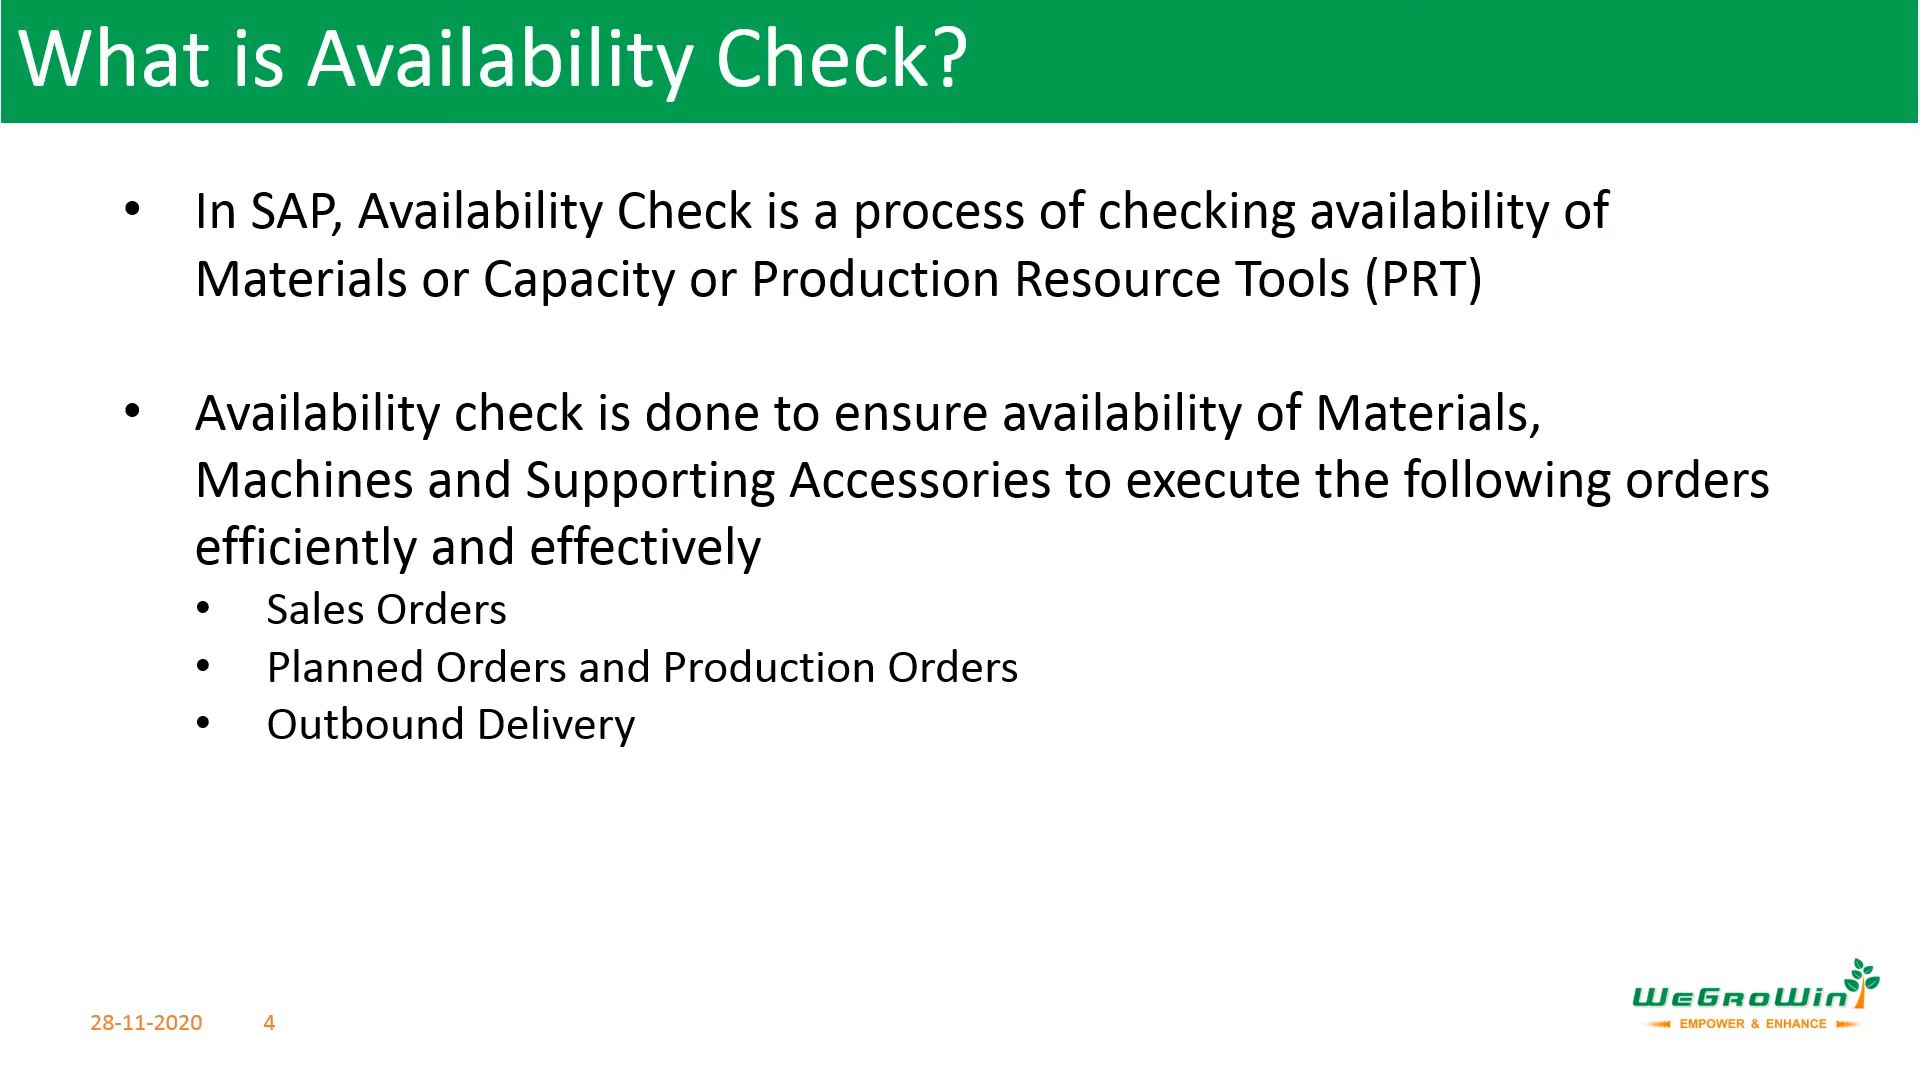 What is Availability Check?
• In SAP, Availability Check is a process of checking availability of
Materials or Capacity or Production Resource Tools (PRT)
• Availability check is done to ensure availability of Materials,
Machines and Supporting Accessories to execute the following orders
efficiently and effectively
• Sales Orders
• Planned Orders and Production Orders
• Outbound Delivery
28-11-2020 4
WeGroWin
EMPOWER & ENHANCE